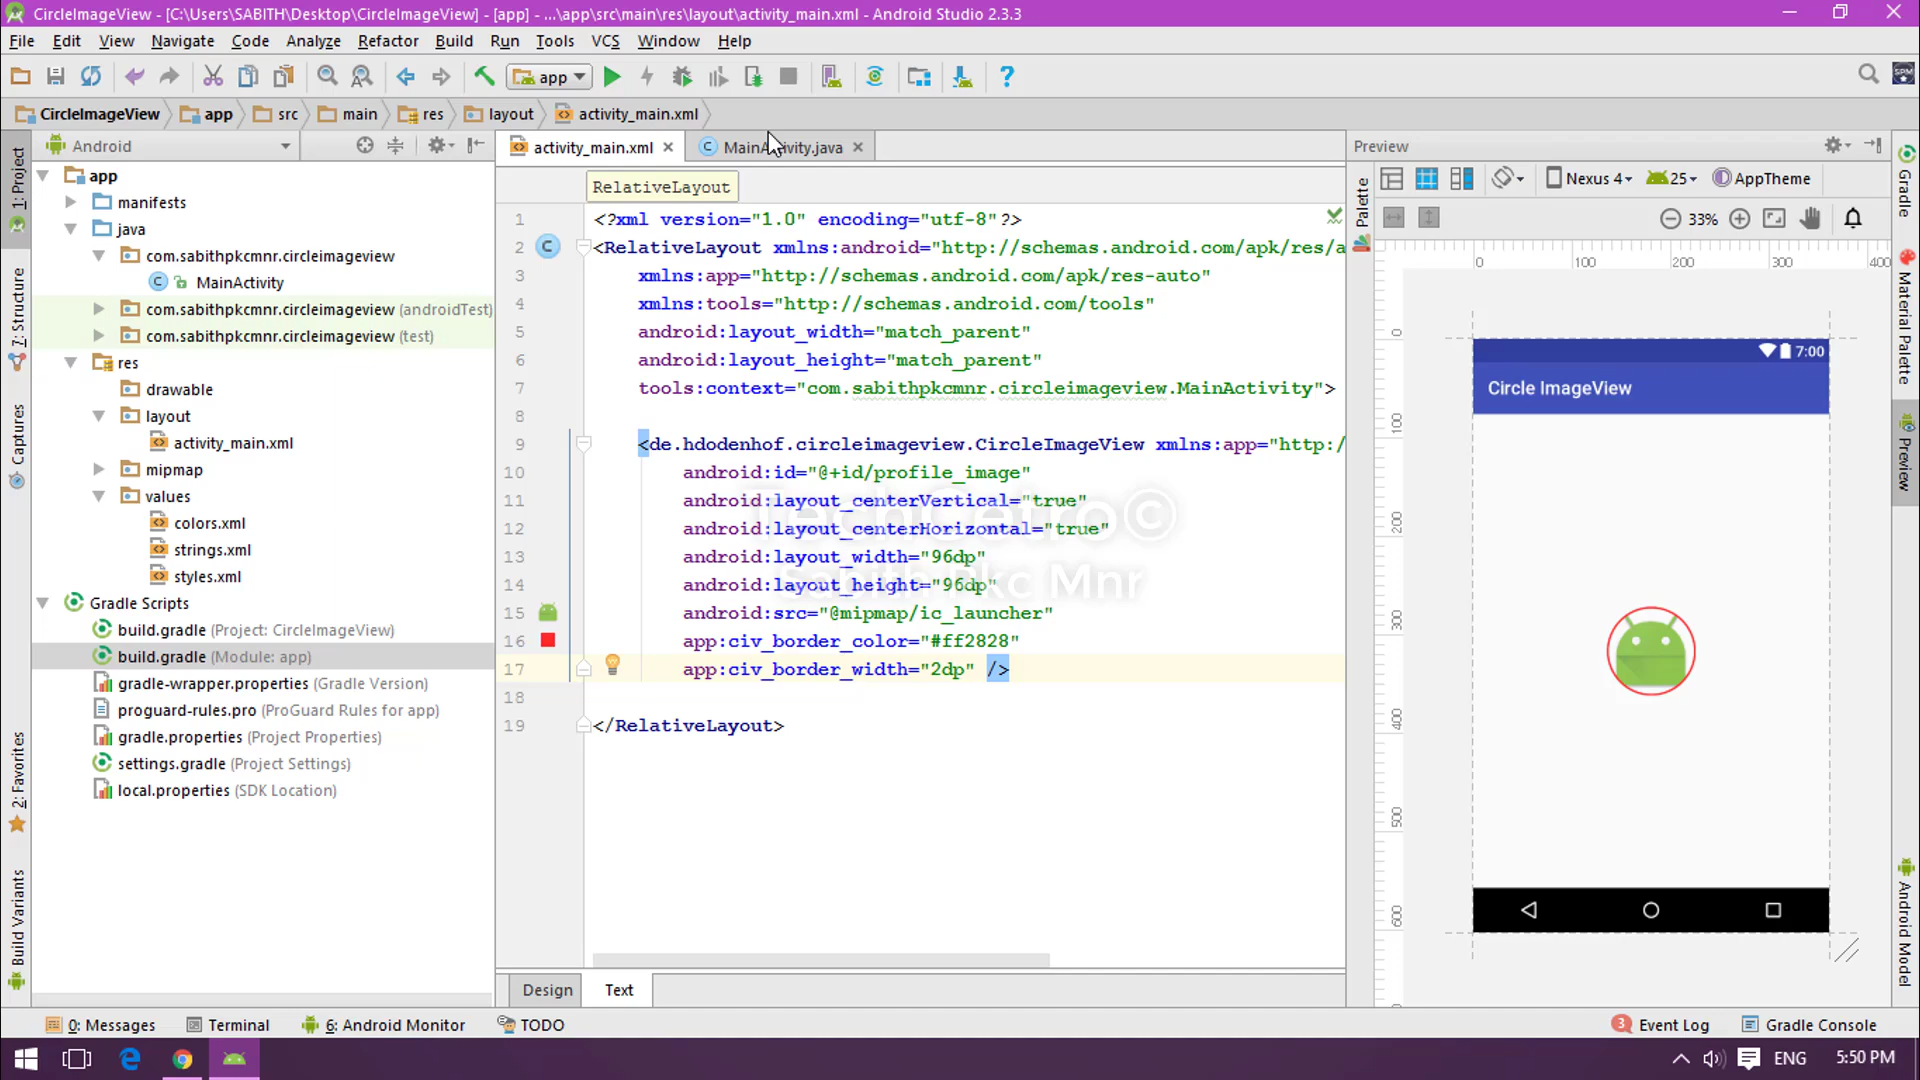 CircleImageView - [C:\Users\SABITH\Desktop\CircleImageView] - [app] - ...\app\src\main\res\layout\activity_main.xml - Android Studio 2.3.3
File Edit View Navigate Code Analyze Refactor Build Run Tools VCS Window Help
app
CircleImageView app src main res layout activity_main.xml
Android
activity_main.xml MainActivity.java
Preview
RelativeLayout
Nexus 4 25 AppTheme
33%
1: Project
7: Structure
Captures
2: Favorites
Build Variants
app
manifests
java
com.sabithpkcmnr.circleimageview
MainActivity
com.sabithpkcmnr.circleimageview (androidTest)
com.sabithpkcmnr.circleimageview (test)
res
drawable
layout
activity_main.xml
mipmap
values
colors.xml
strings.xml
styles.xml
Gradle Scripts
build.gradle (Project: CircleImageView)
build.gradle (Module: app)
gradle-wrapper.properties (Gradle Version)
proguard-rules.pro (ProGuard Rules for app)
gradle.properties (Project Properties)
settings.gradle (Project Settings)
local.properties (SDK Location)
1 <?xml version="1.0" encoding="utf-8"?>
2 <RelativeLayout xmlns:android="http://schemas.android.com/apk/res/a
3 xmlns:app="http://schemas.android.com/apk/res-auto"
4 xmlns:tools="http://schemas.android.com/tools"
5 android:layout_width="match_parent"
6 android:layout_height="match_parent"
7 tools:context="com.sabithpkcmnr.circleimageview.MainActivity">
8
9 <de.hdodenhof.circleimageview.CircleImageView xmlns:app="http:/
10 android:id="@+id/profile_image"
11 android:layout_centerVertical="true"
12 android:layout_centerHorizontal="true"
13 android:layout_width="96dp"
14 android:layout_height="96dp"
15 android:src="@mipmap/ic_launcher"
16 app:civ_border_color="#ff2828"
17 app:civ_border_width="2dp" />
18
19 </RelativeLayout>
TechCetro©
Sabith Pkc Mnr
Design Text
Palette
0 100 200 300 400
0
100
200
300
400
500
600
7:00
Circle ImageView
Gradle
Material Palette
Preview
Android Model
0: Messages Terminal 6: Android Monitor TODO 3 Event Log Gradle Console
ENG 5:50 PM